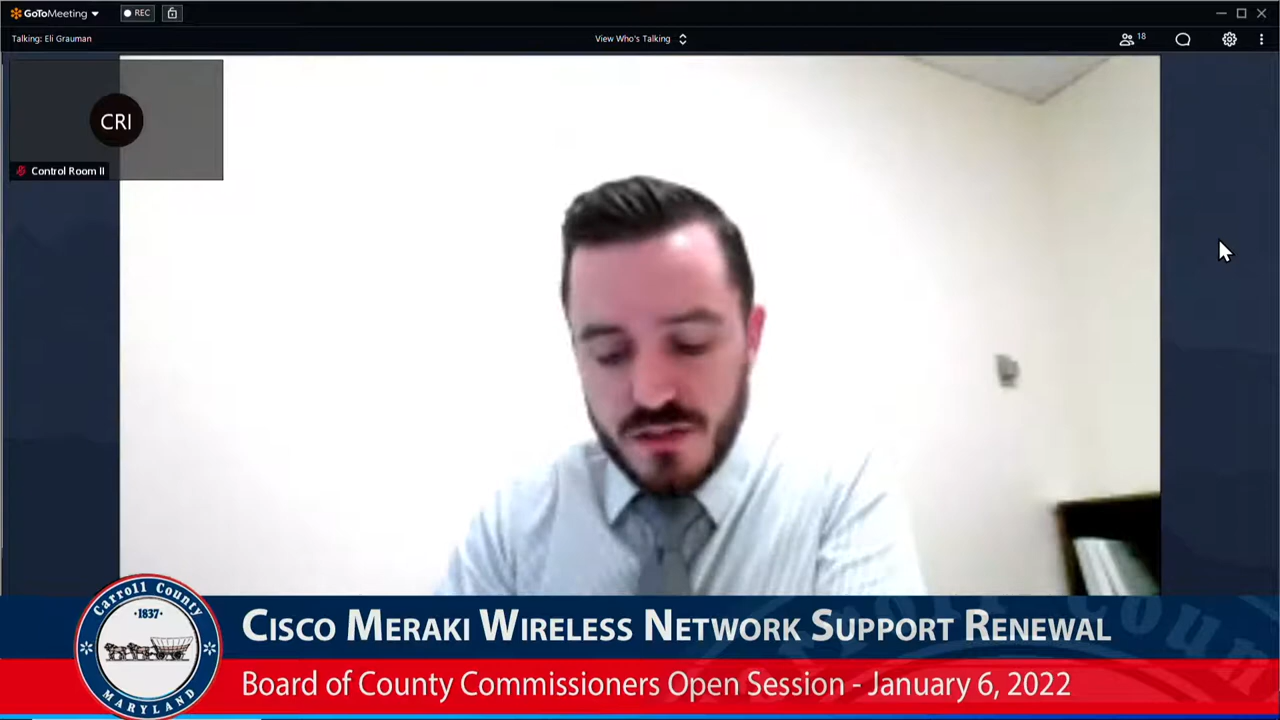 GoToMeeting
REC
Talking: Eli Grauman
View Who's Talking
18
CRI
Control Room II
Carroll County
·1837·
MARYLAND
CISCO MERAKI WIRELESS NETWORK SUPPORT RENEWAL
Board of County Commissioners Open Session - January 6, 2022